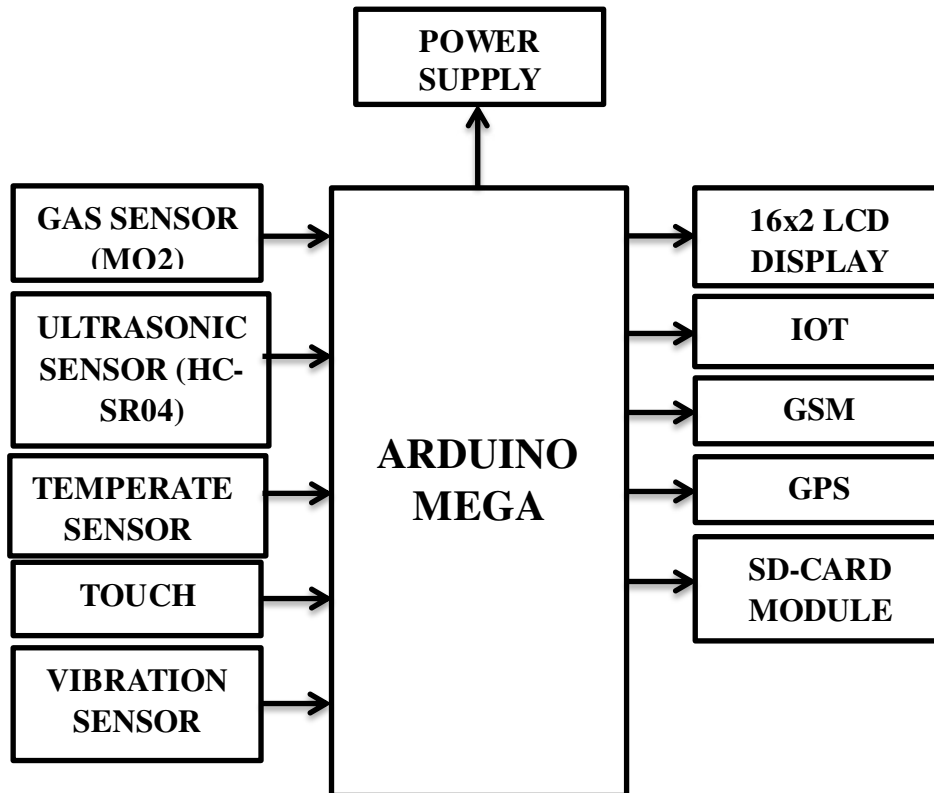 POWER
SUPPLY
GAS SENSOR
(MQ2)
ULTRASONIC
SENSOR (HC-
SR04)
TEMPERATE
SENSOR
TOUCH
VIBRATION
SENSOR
ARDUINO
MEGA
16x2 LCD
DISPLAY
IOT
GSM
GPS
SD-CARD
MODULE